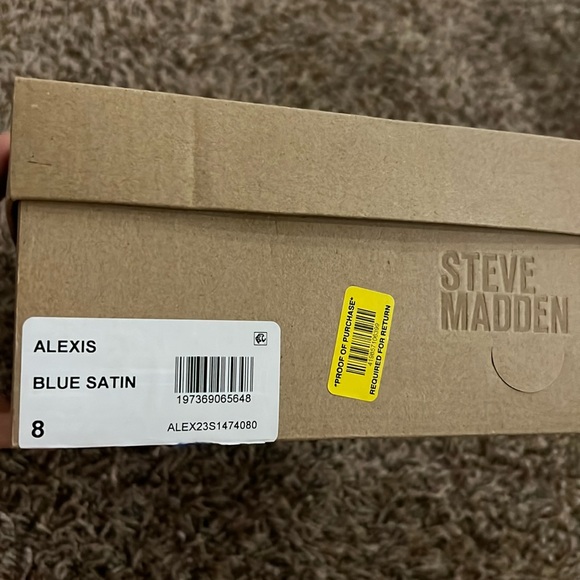 STEVE
MADDEN
ALEXIS
BLUE SATIN
197369065648
8
ALEX23S1474080
*PROOF OF PURCHASE*
REQUIRED FOR RETURN